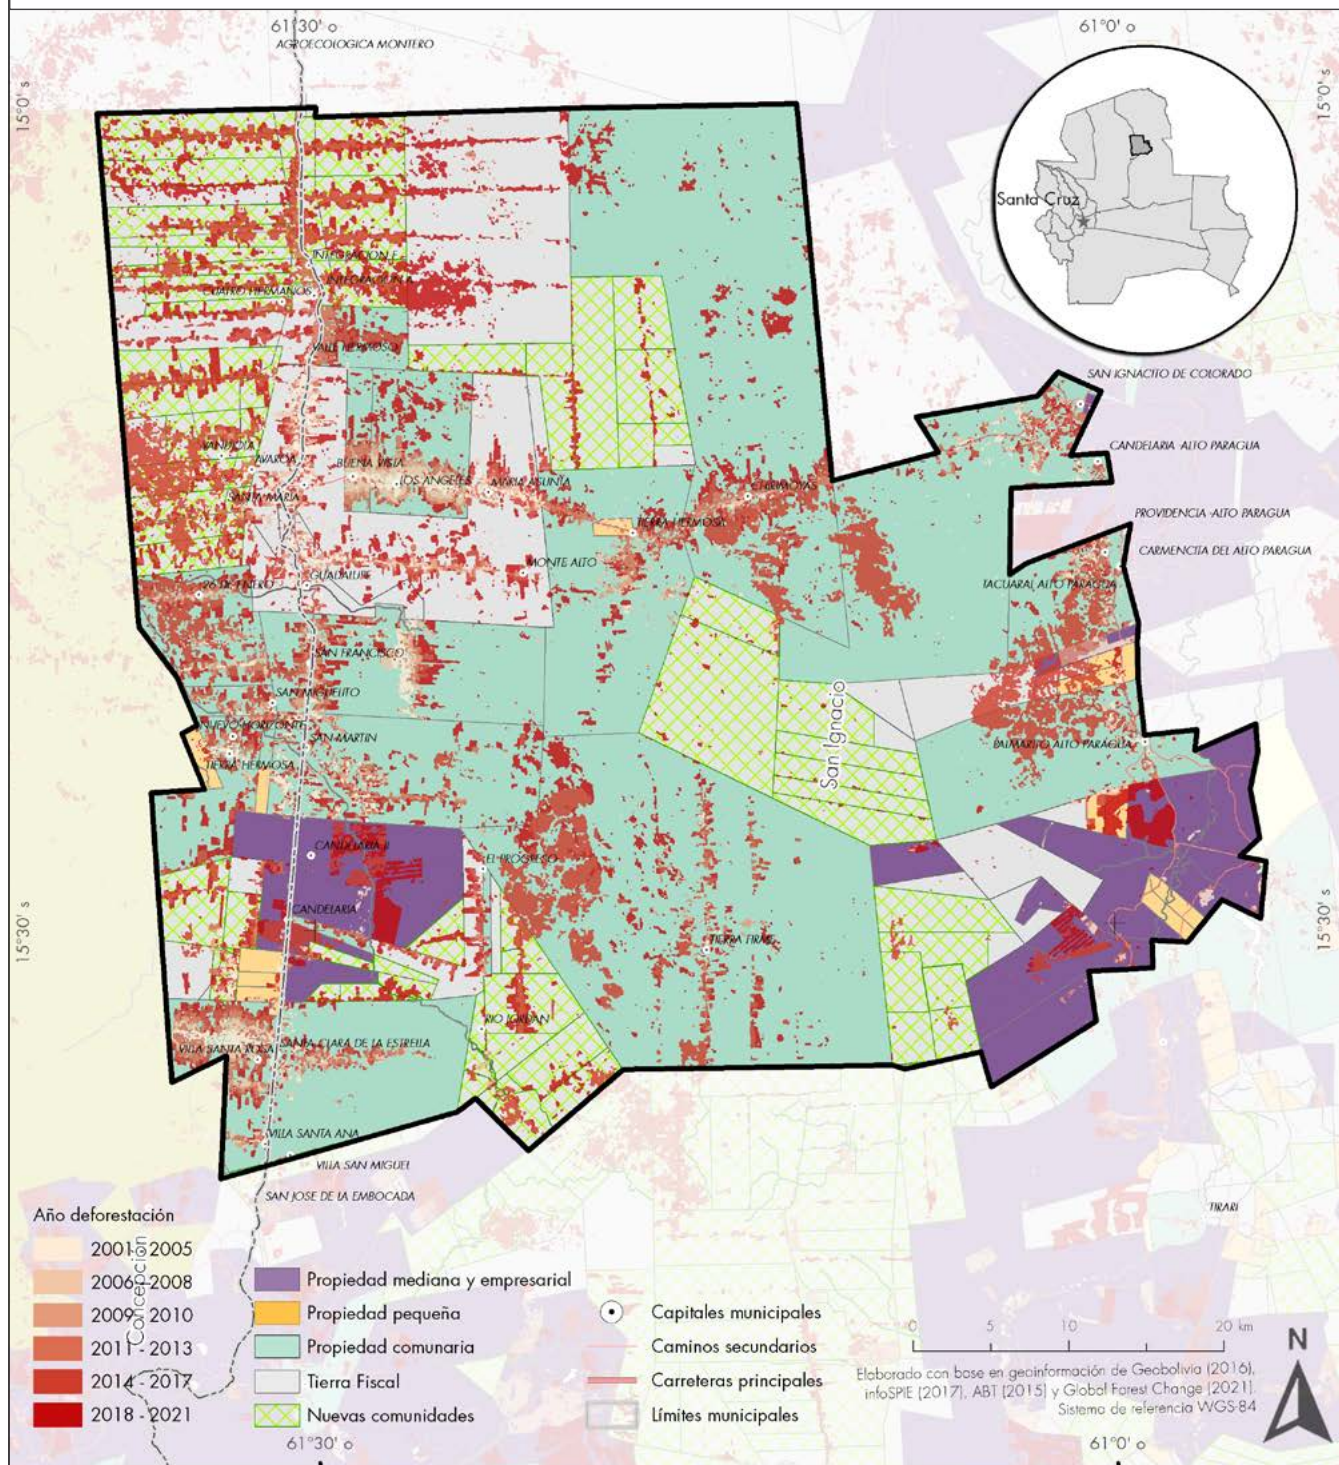 61°30' o
61°0' o
AGROECOLOGICA MONTERO
15°0' s
15°0' s
Santa Cruz
INTEGRACION E
INTEGRACION A
CUATRO HERMANOS
VALLE HERMOSO
SAN IGNACITO DE COLORADO
CANDELARIA -ALTO PARAGUA
AVAROA
BUENA VISTA
LOS ANGELES
MARIA ASUNTA
CHIRIMOYAS
SANTA MARIA
PROVIDENCIA -ALTO PARAGUA
TIERRA HERMOSA
CARMENCITA DEL ALTO PARAGUA
MONTE ALTO
26 DE ENERO
GUADALUPE
TACUARAL ALTO PARAGUA
SAN FRANCISCO
SAN MIGUELITO
San Ignacio
NUEVO HORIZONTE
SAN MARTIN
PALMARITO ALTO PARAGUA
TIERRA HERMOSA
CANDELARIA II
EL PROGRESO
CANDELARIA
15°30' s
15°30' s
TIERRA FIRME
RIO JORDAN
VILLA SANTA ROSA
SANTA CLARA DE LA ESTRELLA
VILLA SANTA ANA
VILLA SAN MIGUEL
SAN JOSE DE LA EMBOCADA
TIRARI
Concepción
Año deforestación
2001 - 2005
2006 - 2008
2009 - 2010
2011 - 2013
2014 - 2017
2018 - 2021
Propiedad mediana y empresarial
Propiedad pequeña
Propiedad comunaria
Tierra Fiscal
Nuevas comunidades
Capitales municipales
Caminos secundarios
Carreteras principales
Límites municipales
0 5 10 20 km
N
Elaborado con base en geoinformación de Geobolivia (2016),
infoSPIE (2017), ABT (2015) y Global Forest Change (2021).
Sistema de referencia WGS-84
61°30' o
61°0' o